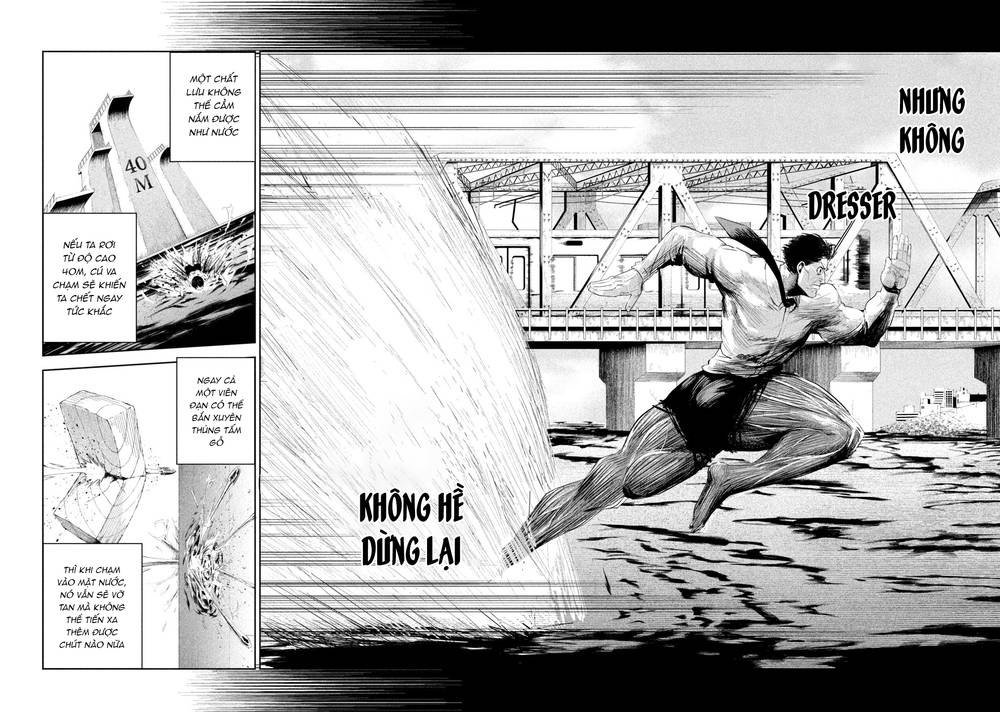 NHƯNG
KHÔNG
DRESSER
KHÔNG HỀ
DỪNG LẠI
MỘT CHẤT
LƯU KHÔNG
THỂ CẦM
NẮM ĐƯỢC
NHƯ NƯỚC
40
M
NẾU TA RƠI
TỪ ĐỘ CAO
HƠM, CÚ VA
CHẠM SẼ KHIẾN
TA CHẾT NGAY
TỨC KHẮC
NGAY CẢ
MỘT VIÊN
ĐẠN CÓ THỂ
BẮN XUYÊN
THỦNG TẤM
GỖ
THÌ KHI CHẠM
VÀO MẶT NƯỚC,
NÓ VẪN SẼ VỠ
TAN MÀ KHÔNG
THỂ TIẾN XA
THÊM ĐƯỢC
CHÚT NÀO NỮA